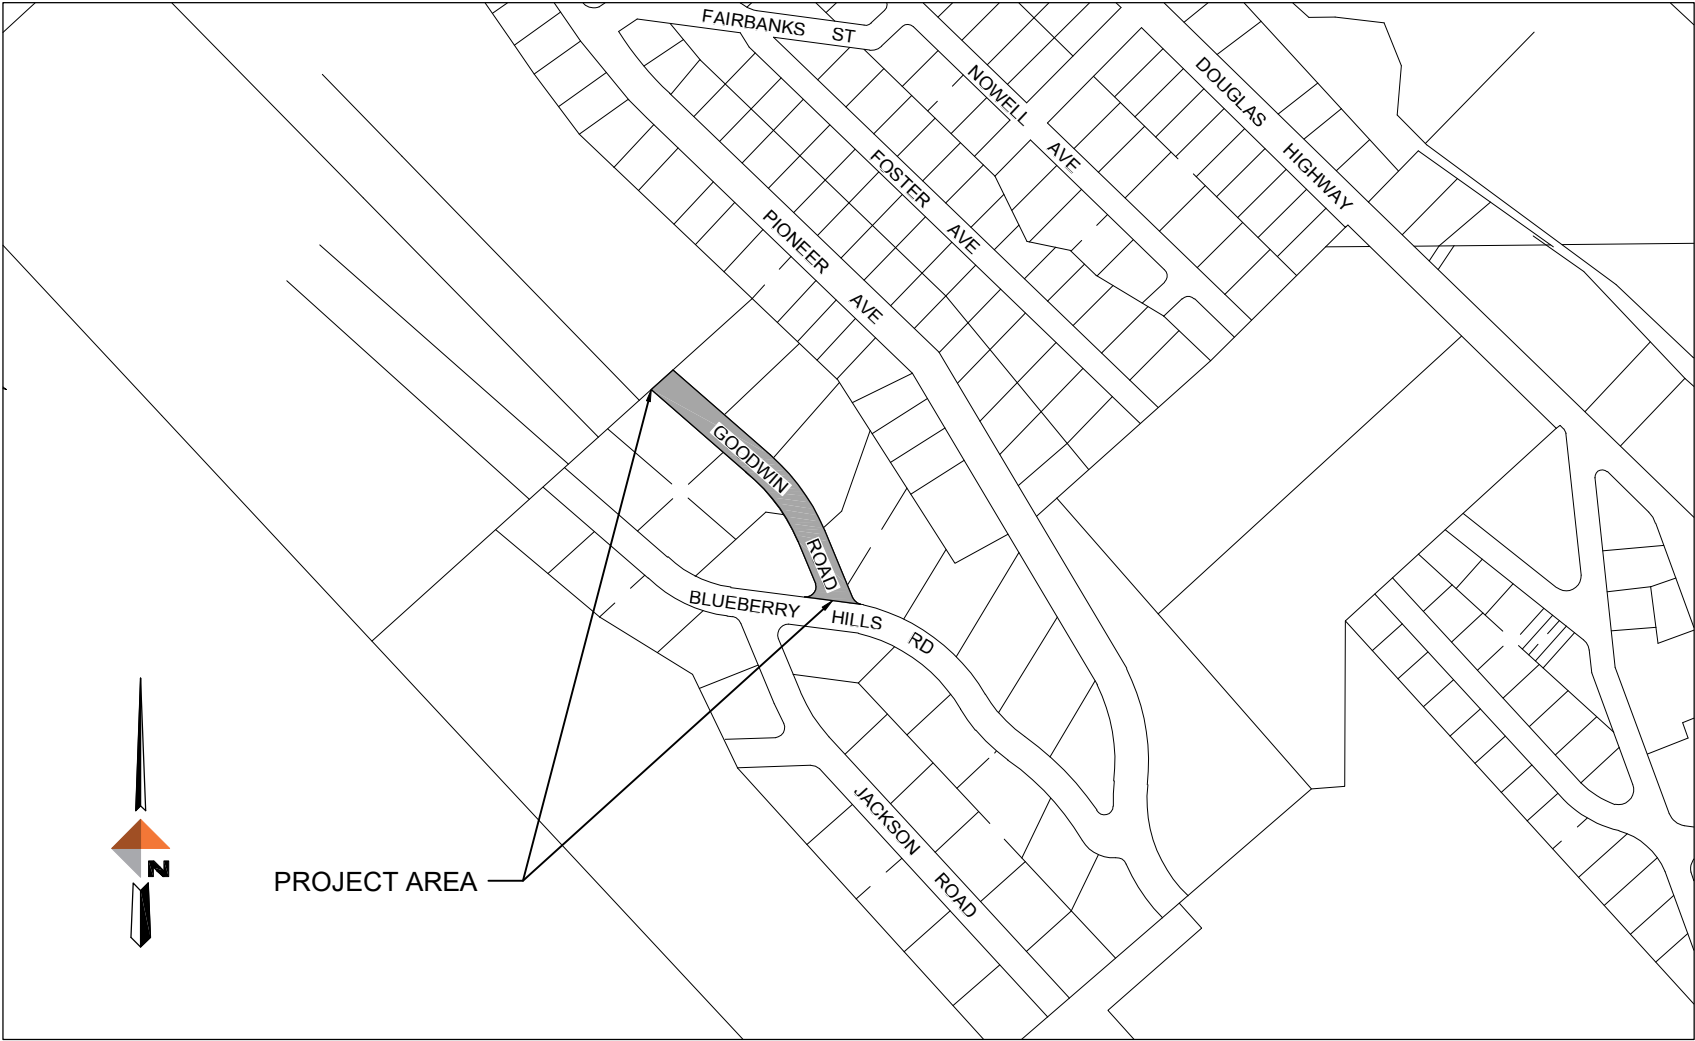 FAIRBANKS ST
NOWELL AVE
DOUGLAS HIGHWAY
FOSTER AVE
PIONEER AVE
GOODWIN ROAD
BLUEBERRY HILLS RD
JACKSON ROAD
N
PROJECT AREA